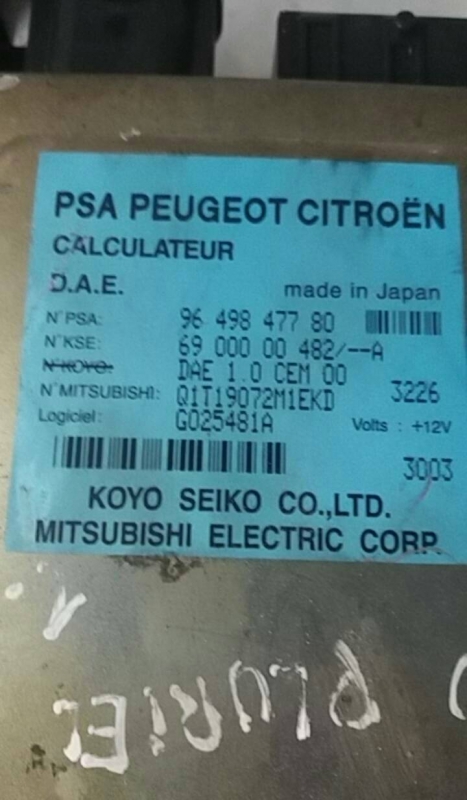 PSA PEUGEOT CITROËN
CALCULATEUR
D.A.E. made in Japan
N°PSA: 96 498 477 80
N°KSE: 69 000 00 482/--A
N°KOYO: DAE 1.0 CEM 00
N°MITSUBISHI: Q1T19072M1EKD 3226
Logiciel: G025481A Volts : +12V
3003
KOYO SEIKO CO.,LTD.
MITSUBISHI ELECTRIC CORP.
PLURIEL